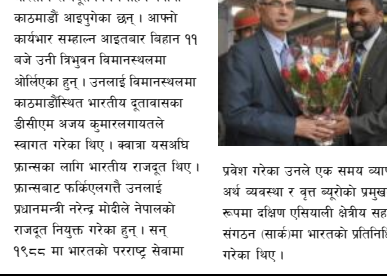 काठमाडौं आइपुगेका छन् । आफ्नो
कार्यभार सम्हाल्न आइतबार बिहान ११
बजे उनी त्रिभुवन विमानस्थलमा
ओर्लिएका हुन् । उनलाई विमानस्थलमा
काठमाडौंस्थित भारतीय दूतावासका
डीसीएम अजय कुमारलगायतले
स्वागत गरेका थिए । क्वात्रा यसअघि
फ्रान्सका लागि भारतीय राजदूत थिए ।
फ्रान्सबाट फर्किएलगत्तै उनलाई
प्रधानमन्त्री नरेन्द्र मोदीले नेपालको
राजदूत नियुक्त गरेका हुन् । सन्
१९८८ मा भारतको परराष्ट्र सेवामा
प्रवेश गरेका उनले एक समय
अर्थ व्यवस्था र वृत्त ब्यूरोको प्रमुख
रूपमा दक्षिण एसियाली क्षेत्रीय
संगठन (सार्क)मा भारतको
गरेका थिए ।